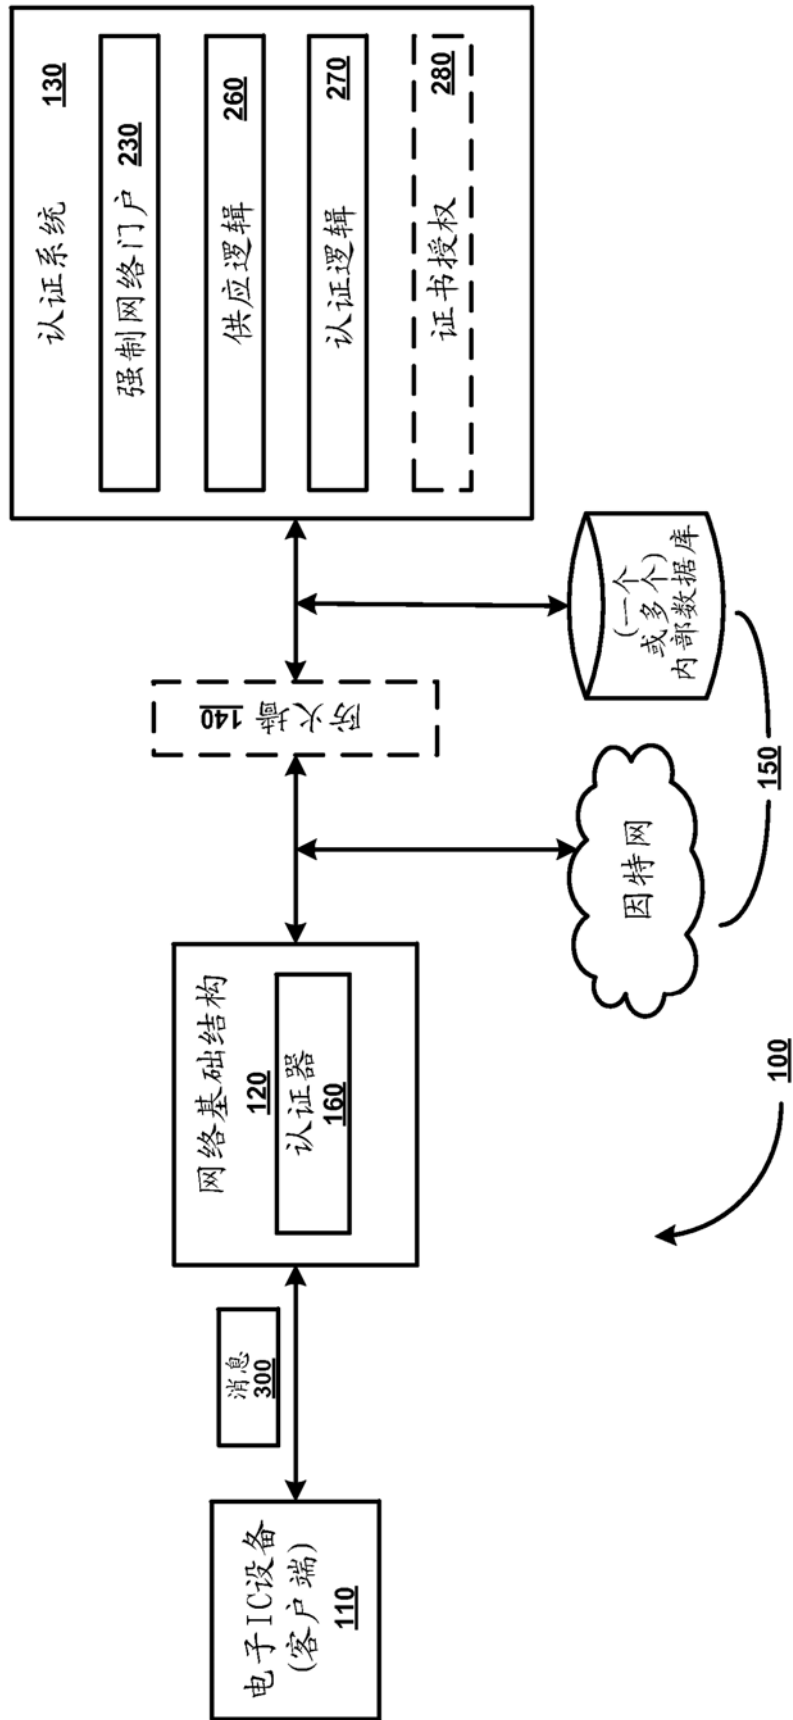 电子IC设备
(客户端)
110
消息
300
网络基础结构
120
认证器
160
防火墙 140
因特网
(一个
或多个)
内部数据库
150
100
认证系统 130
强制网络门户 230
供应逻辑 260
认证逻辑 270
证书授权 280